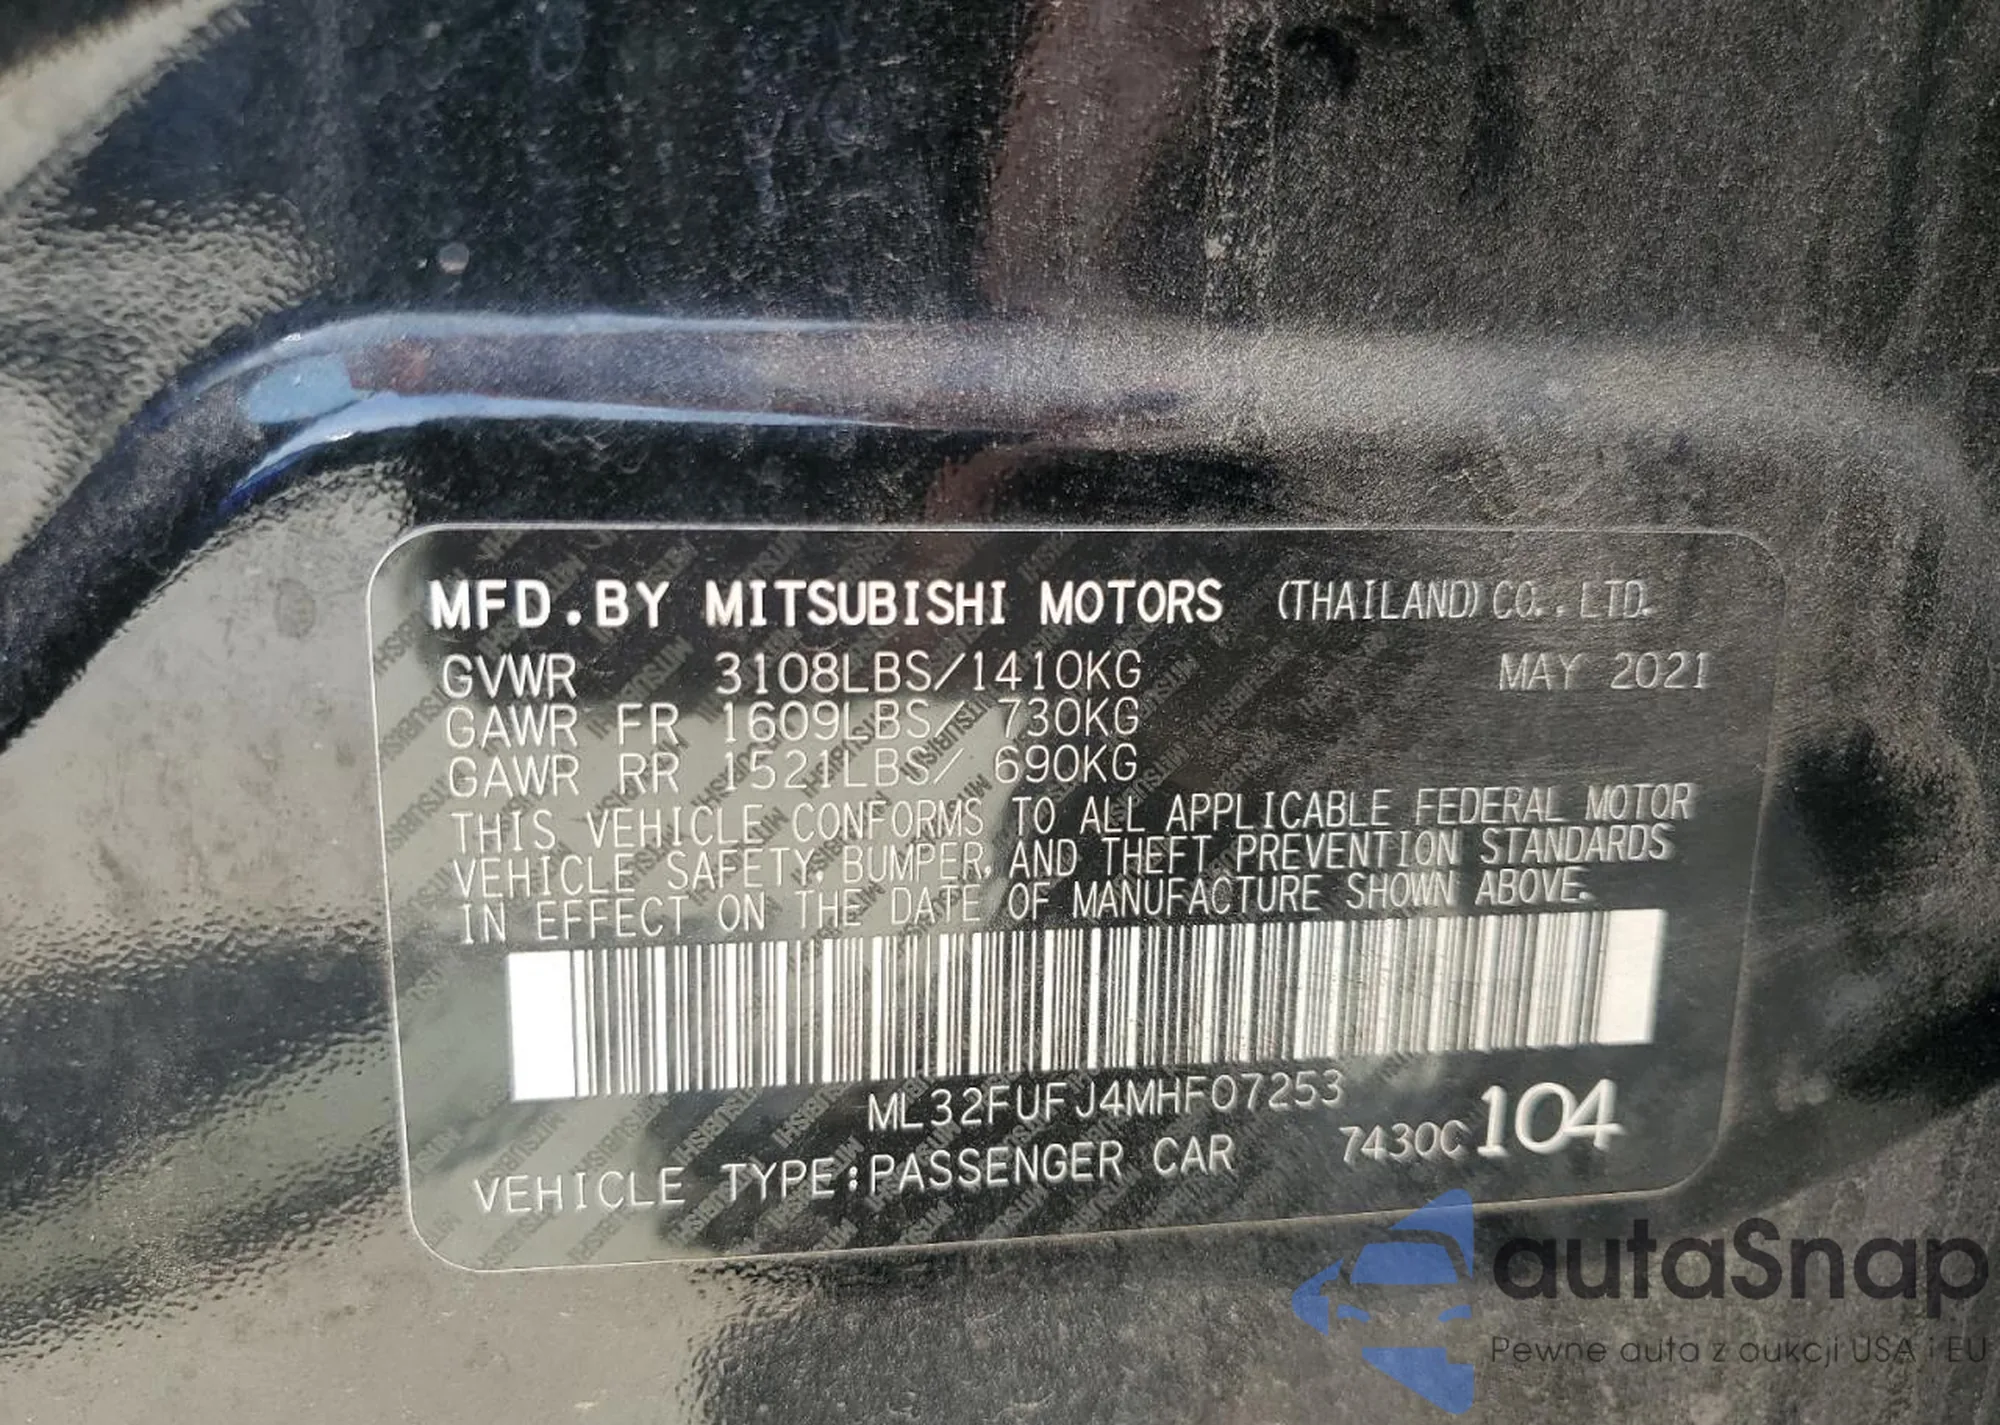 MFD.BY MITSUBISHI MOTORS (THAILAND) CO., LTD.
GVWR 3108LBS/1410KG MAY 2021
GAWR FR 1609LBS/ 730KG
GAWR RR 1521LBS/ 690KG
THIS VEHICLE CONFORMS TO ALL APPLICABLE FEDERAL MOTOR
VEHICLE SAFETY, BUMPER, AND THEFT PREVENTION STANDARDS
IN EFFECT ON THE DATE OF MANUFACTURE SHOWN ABOVE.
ML32FUFJ4MHF07253
7430C 104
VEHICLE TYPE:PASSENGER CAR
autaSnap
Pewne auta z aukcji USA i EU